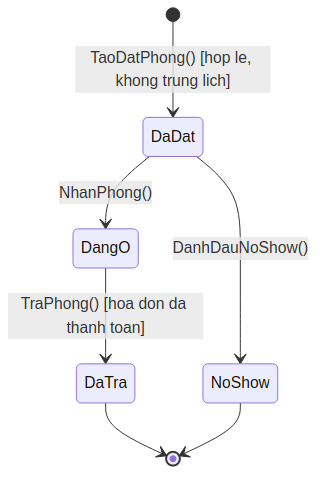 TaoDatPhong() [hop le,
khong trung lich]
DaDat
NhanPhong()
DangO
DanhDauNoShow()
TraPhong() [hoa don da
thanh toan]
DaTra
NoShow